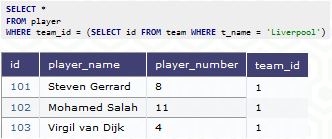 SELECT *
FROM player
WHERE team_id = (SELECT id FROM team WHERE t_name = 'Liverpool')
id player_name player_number team_id
101 Steven Gerrard 8 1
102 Mohamed Salah 11 1
103 Virgil van Dijk 4 1